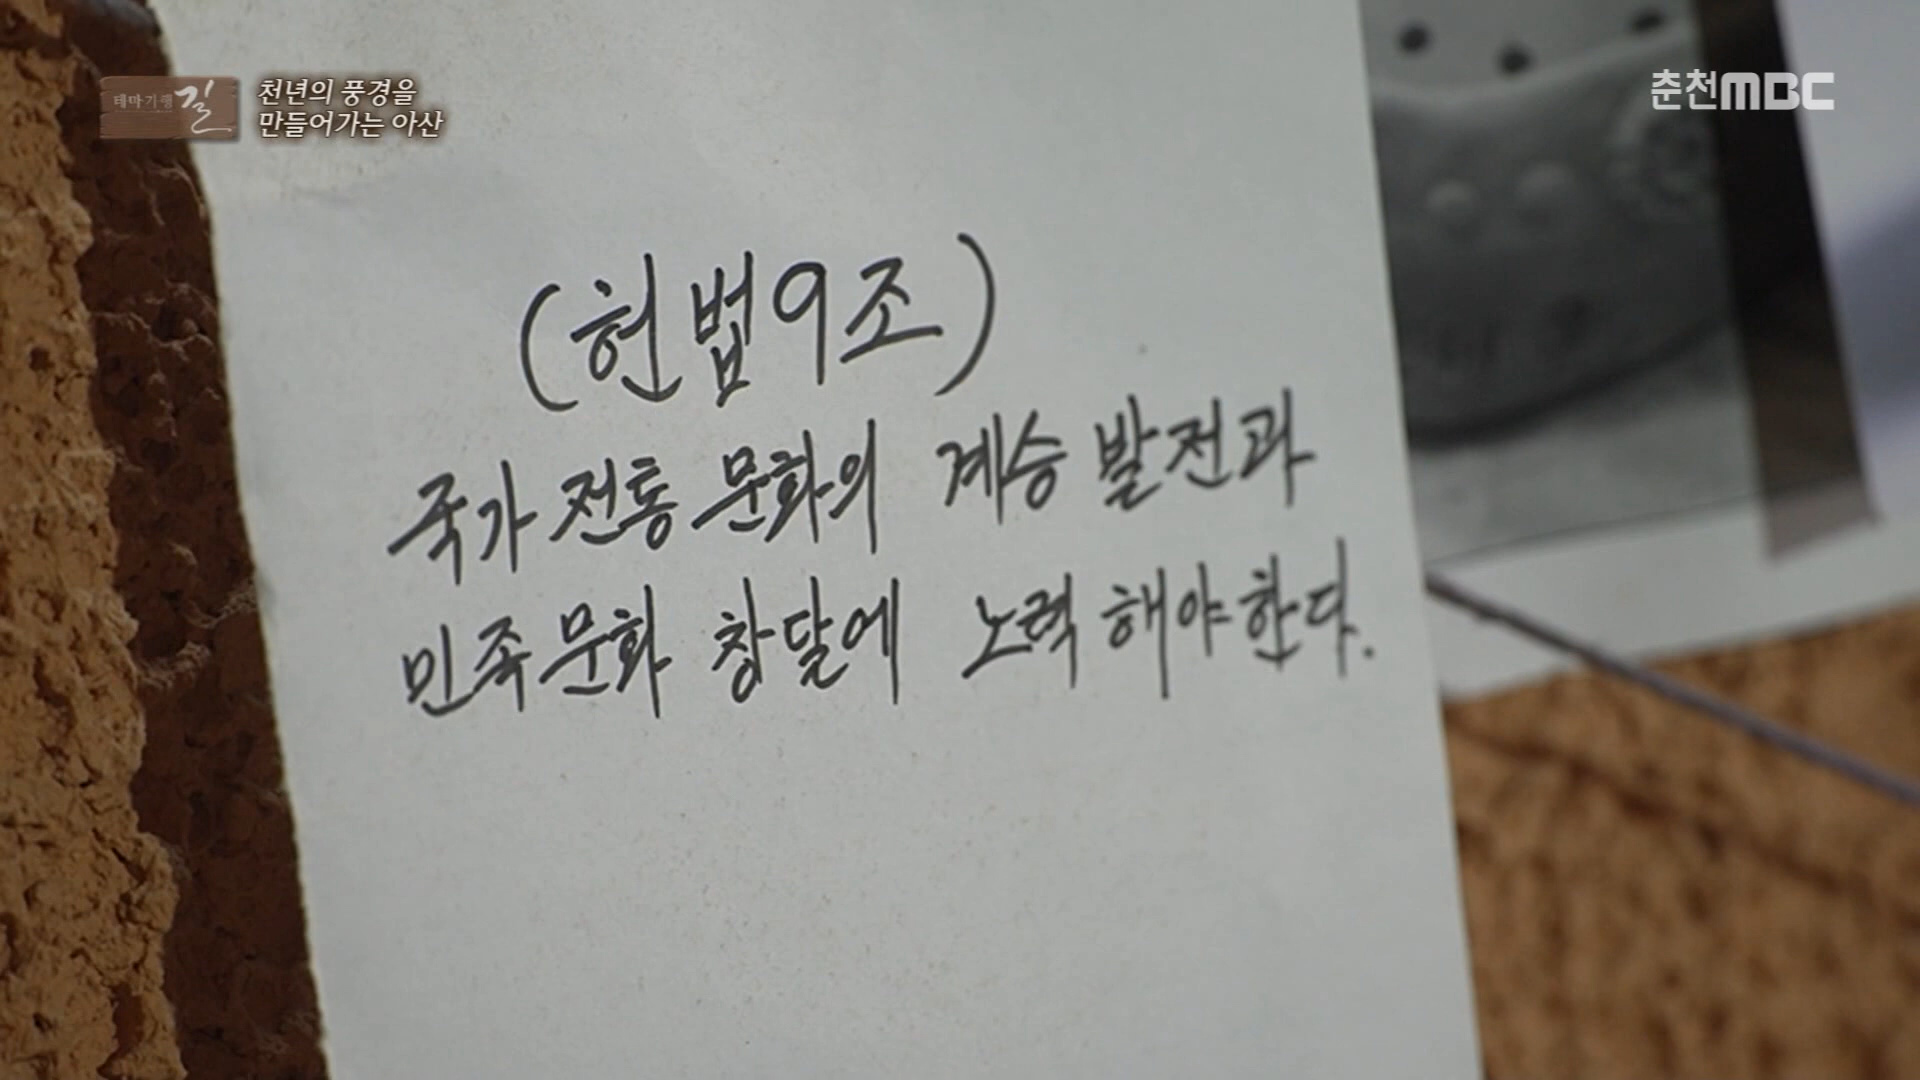 테마기행 길
천년의 풍경을
만들어가는 아산
춘천MBC
(헌법9조)
국가 전통 문화의 계승 발전과
민족 문화 창달에 노력 해야한다.